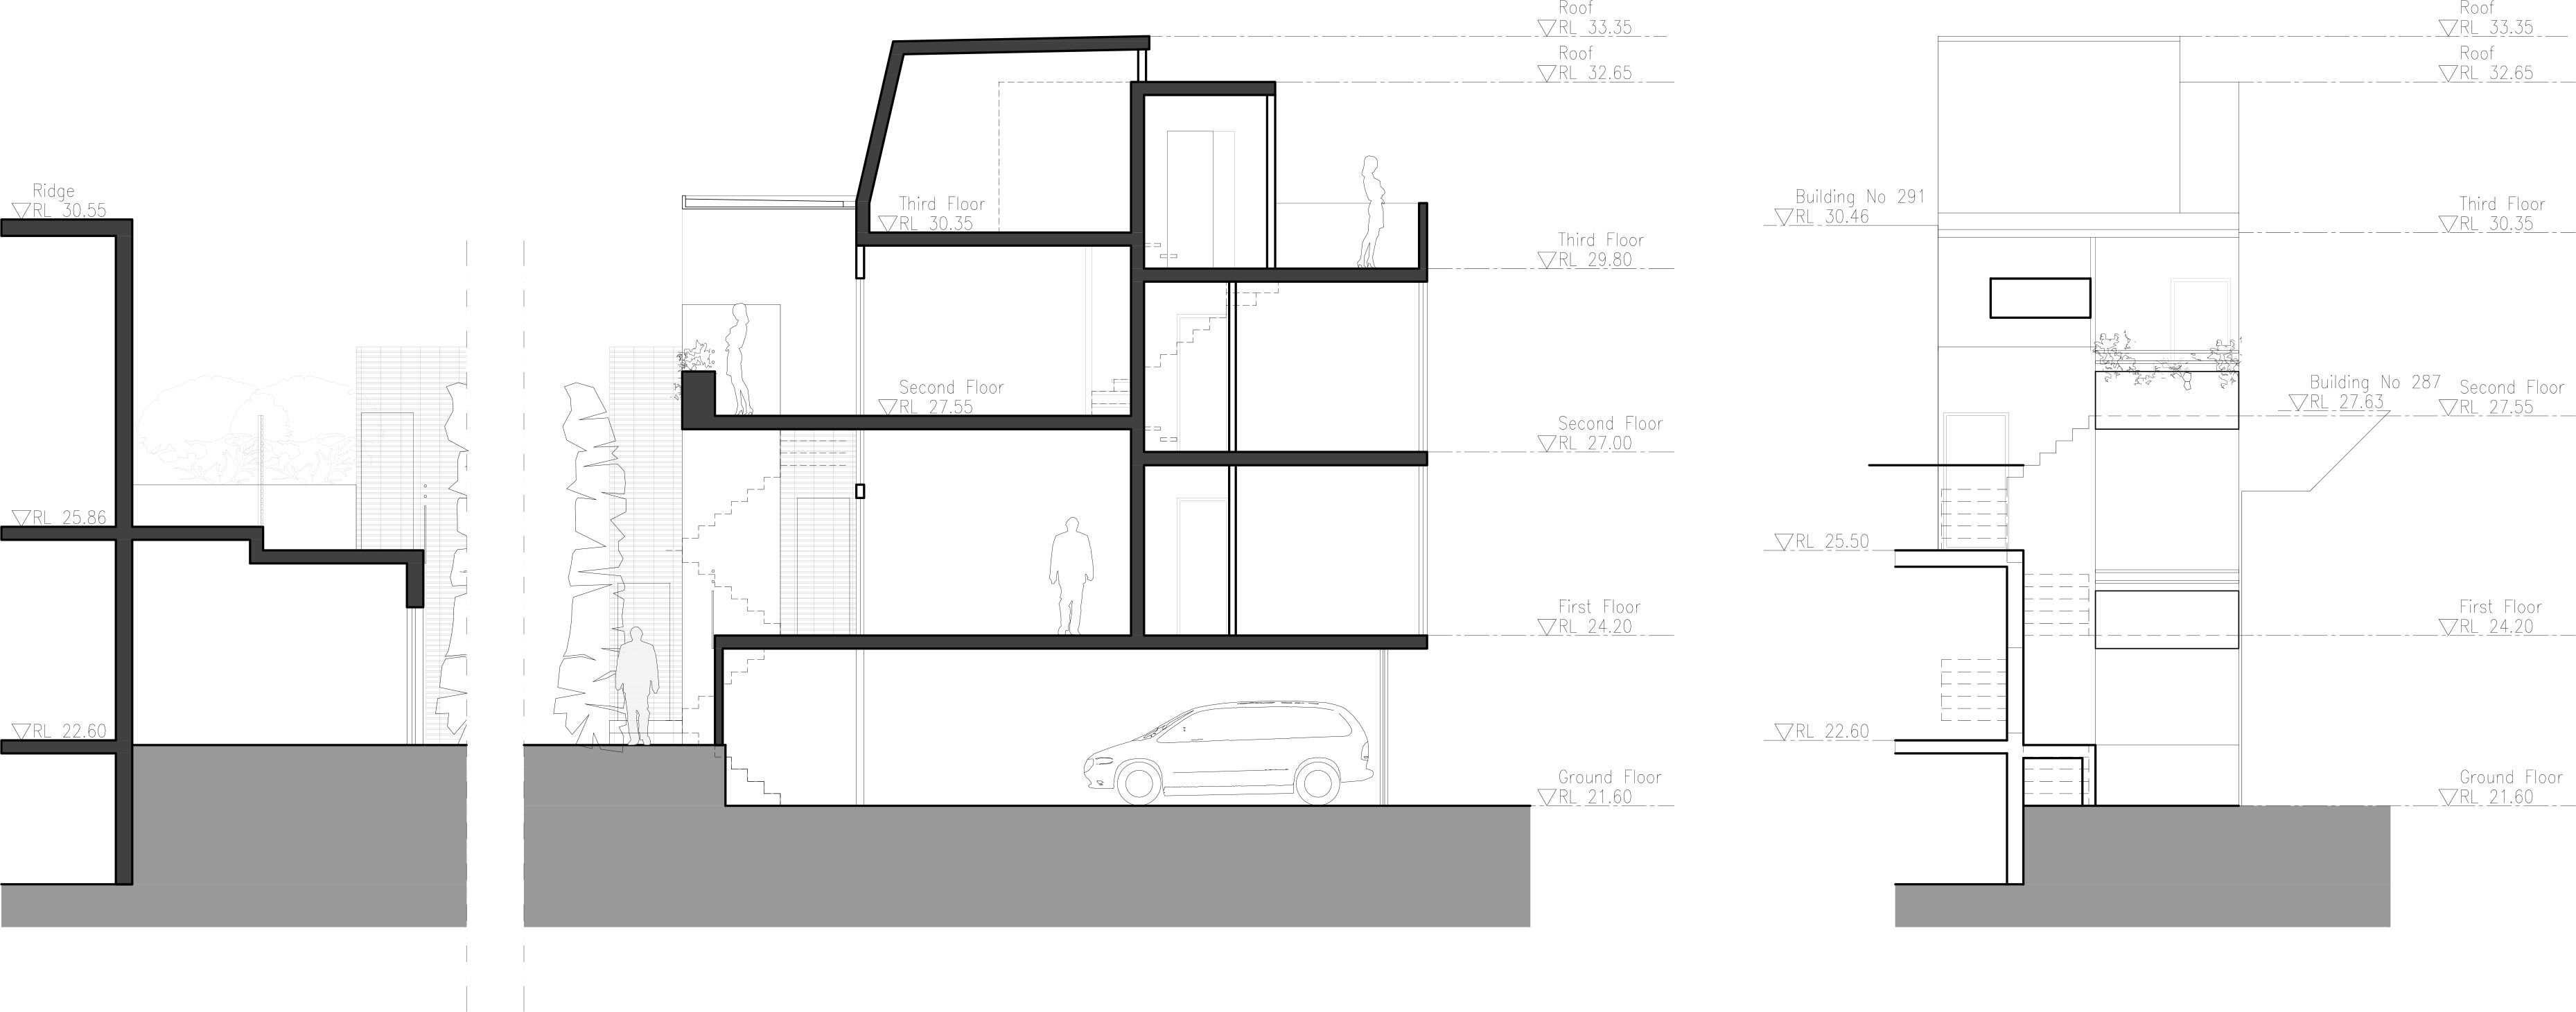 Ridge
RL 30.55
RL 25.86
RL 22.60
Third Floor
RL 30.35
Second Floor
RL 27.55
Roof
RL 33.35
Roof
RL 32.65
Third Floor
RL 29.80
Second Floor
RL 27.00
First Floor
RL 24.20
Ground Floor
RL 21.60
Building No 291
RL 30.46
RL 25.50
RL 22.60
Building No 287
RL 27.63
Roof
RL 33.35
Roof
RL 32.65
Third Floor
RL 30.35
Second Floor
RL 27.55
First Floor
RL 24.20
Ground Floor
RL 21.60